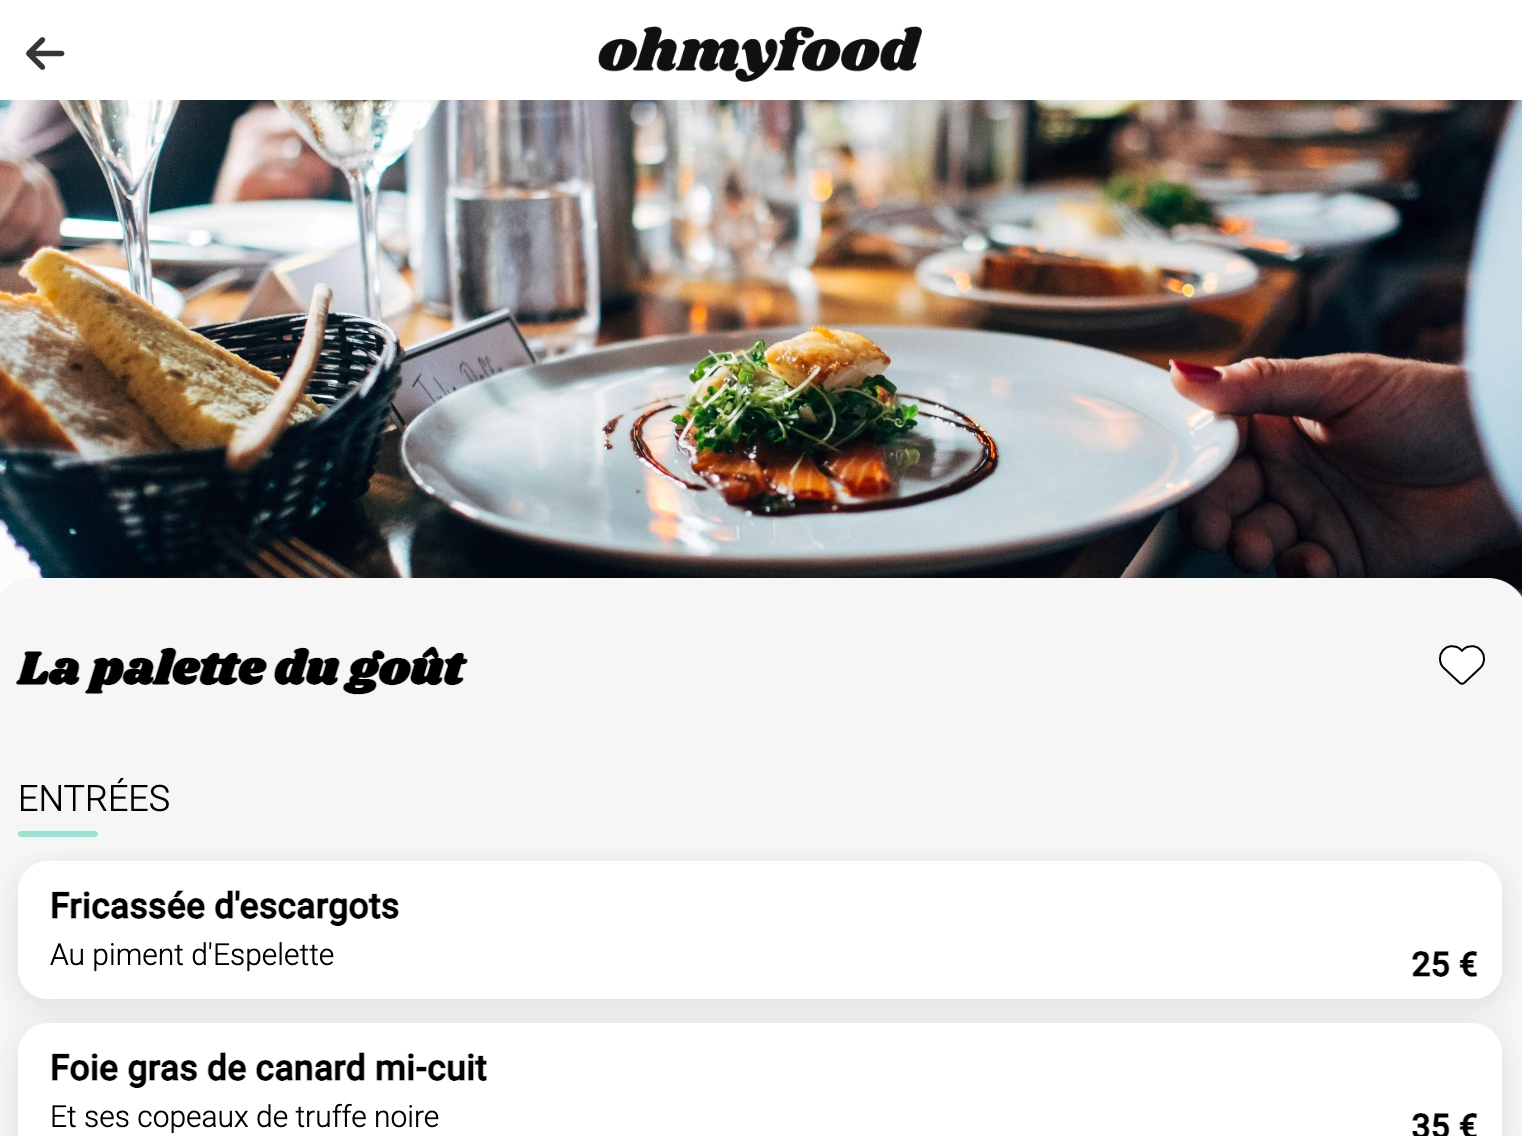 ohmyfood
La palette du goût
ENTRÉES
Fricassée d'escargots
Au piment d'Espelette
25 €
Foie gras de canard mi-cuit
Et ses copeaux de truffe noire
35 €